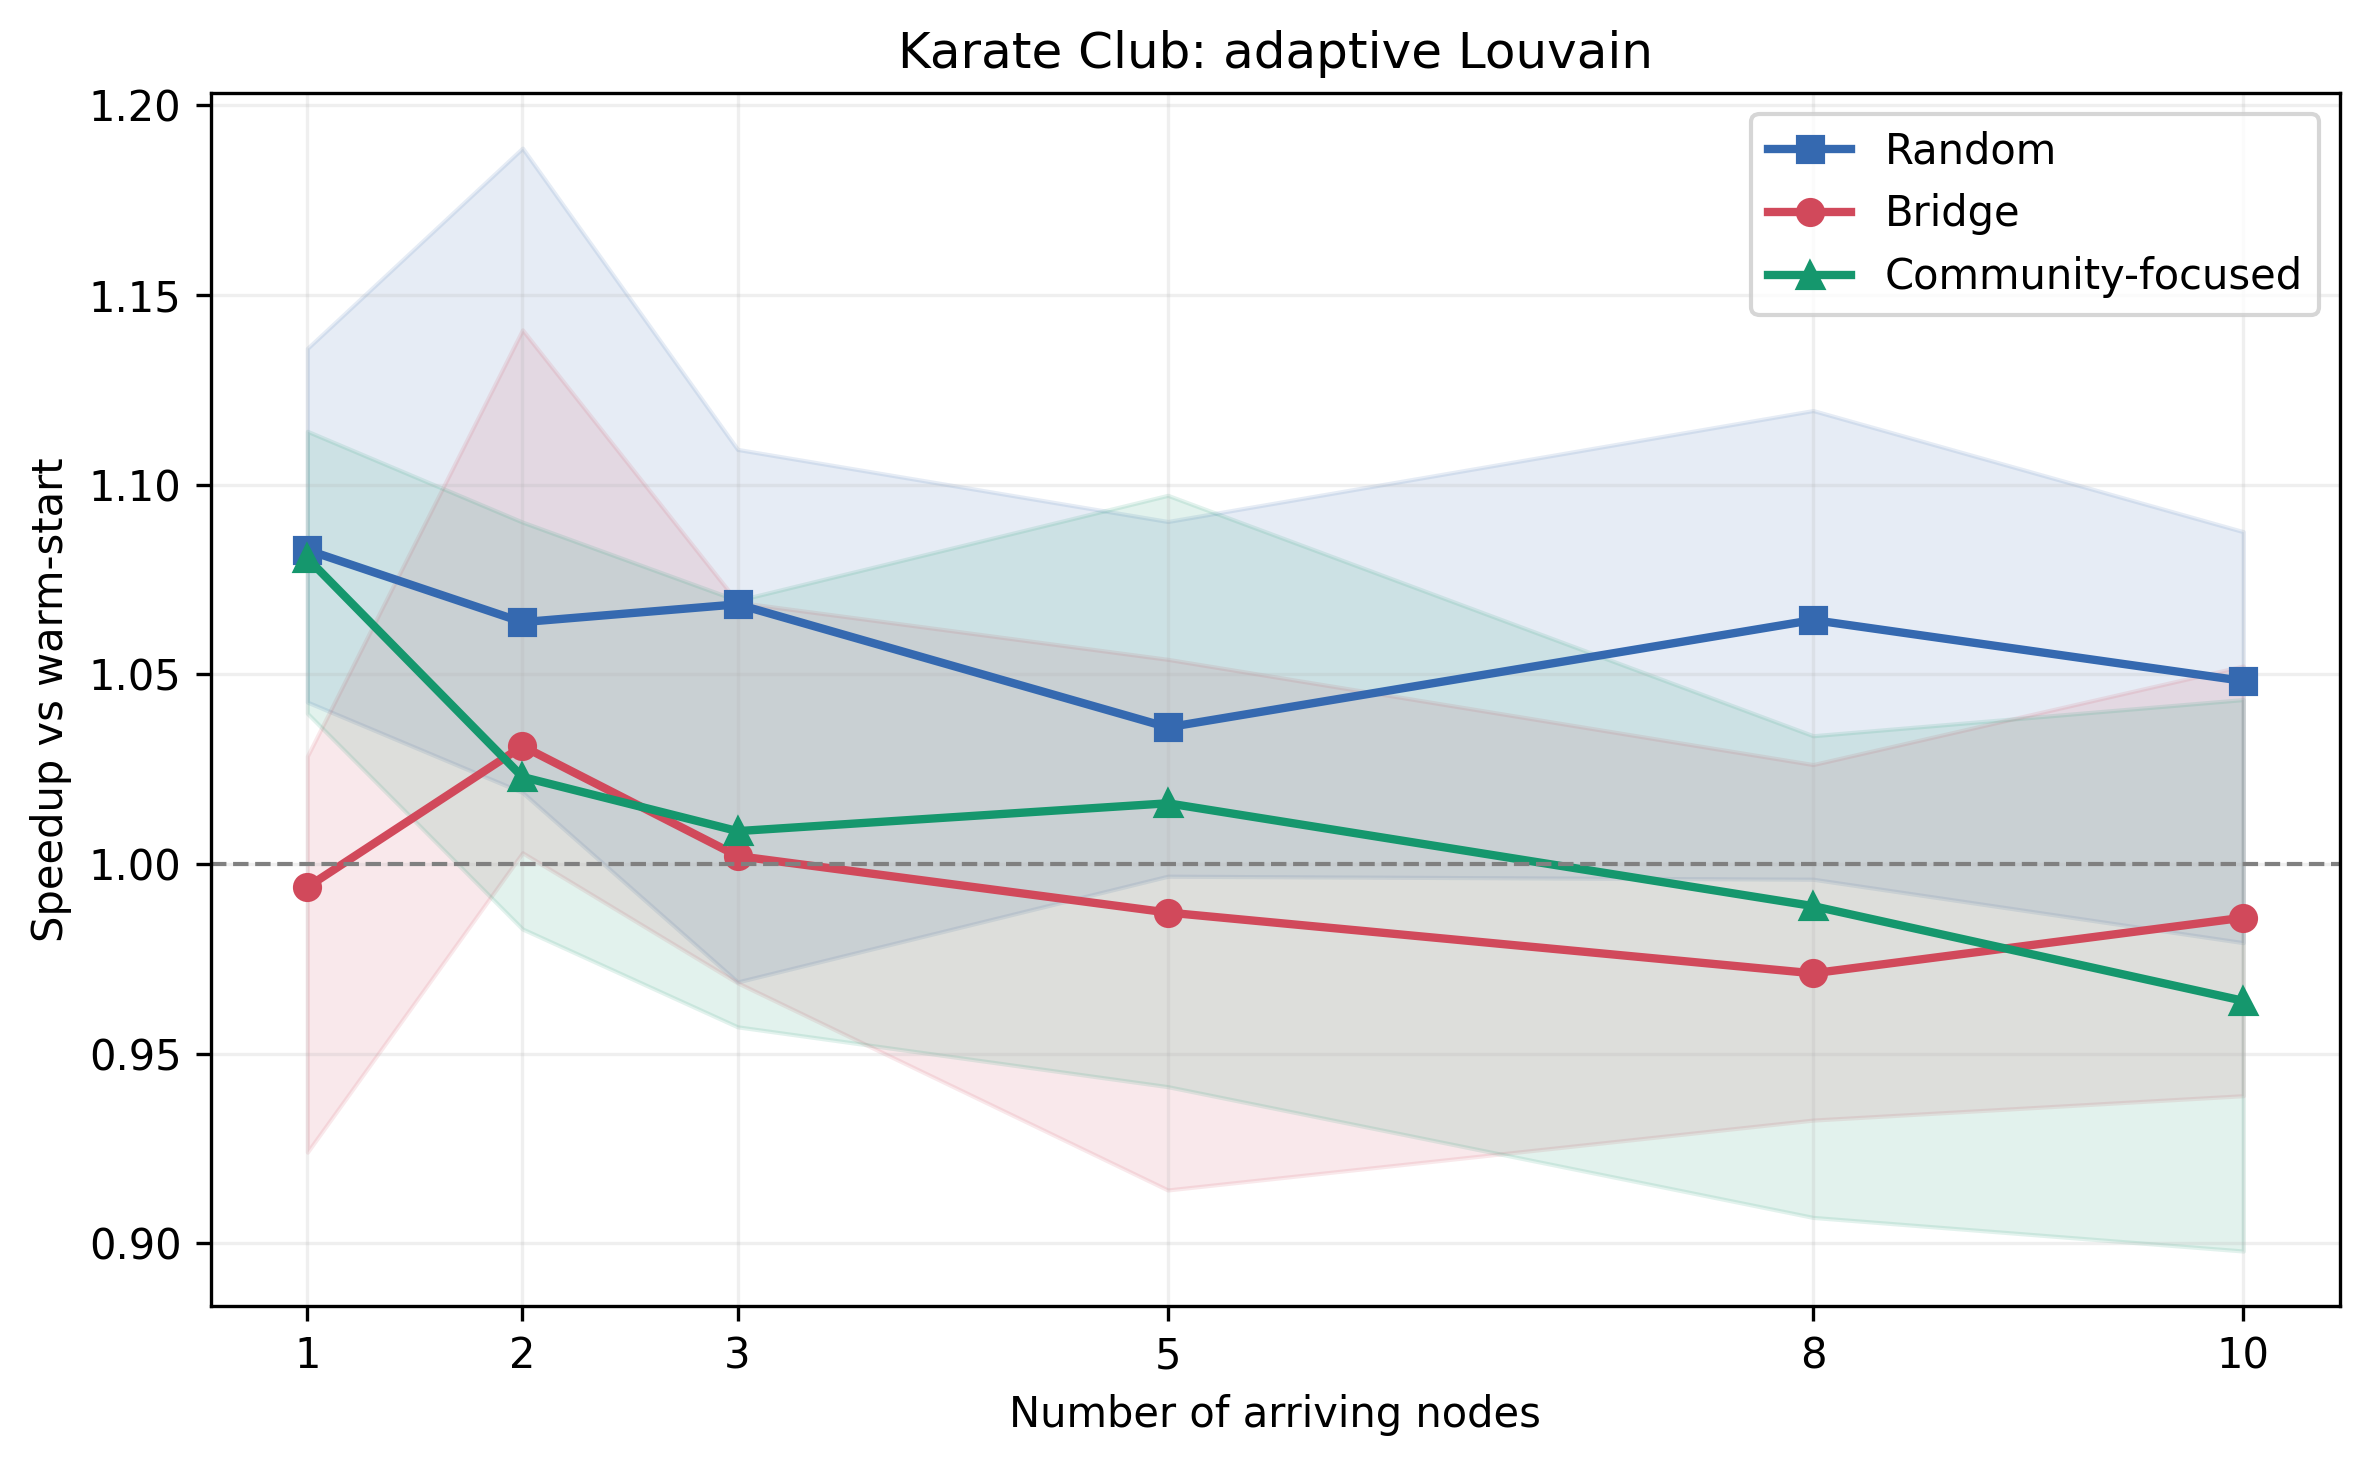 Karate Club: adaptive Louvain
Speedup vs warm-start
1.20
1.15
1.10
1.05
1.00
0.95
0.90
Random
Bridge
Community-focused
1 2 3 5 8 10
Number of arriving nodes